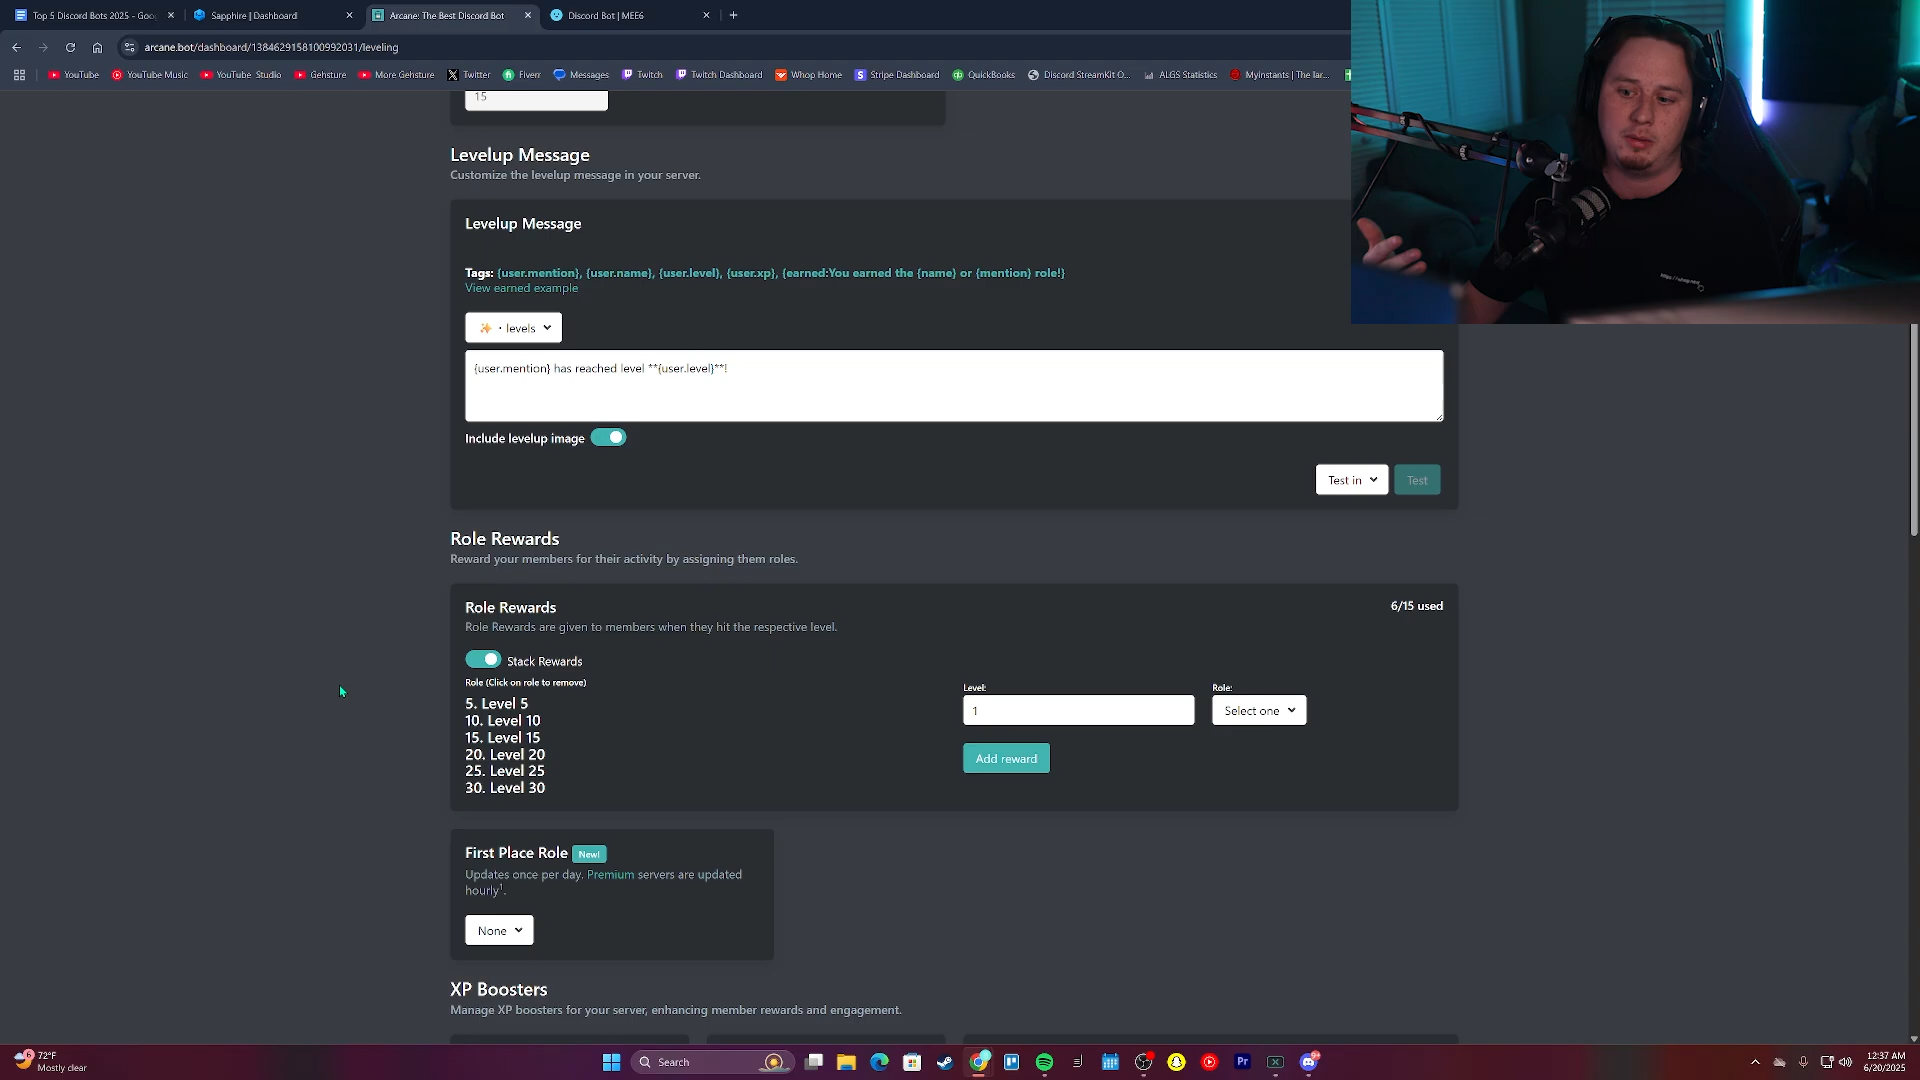 Top 5 Discord Bots 2025 - Goo
Sapphire | Dashboard
Arcane: The Best Discord Bot
Discord Bot | MEE6
arcane.bot/dashboard/1384629158100992031/leveling
YouTube
YouTube Music
YouTube Studio
Gehsture
More Gehsture
Twitter
Fiverr
Messages
Twitch
Twitch Dashboard
Whop Home
Stripe Dashboard
QuickBooks
Discord StreamKit O...
ALGS Statistics
MyInstants | The lar...
15
Levelup Message
Customize the levelup message in your server.
Levelup Message
Tags: {user.mention}, {user.name}, {user.level}, {user.xp}, {earned:You earned the {name} or {mention} role!}
View earned example
✨・levels
{user.mention} has reached level **{user.level}**!
Include levelup image
Test in
Test
Role Rewards
Reward your members for their activity by assigning them roles.
Role Rewards
6/15 used
Role Rewards are given to members when they hit the respective level.
Stack Rewards
Role (Click on role to remove)
5. Level 5
10. Level 10
15. Level 15
20. Level 20
25. Level 25
30. Level 30
Level:
1
Role:
Select one
Add reward
First Place Role New!
Updates once per day. Premium servers are updated
hourly¹.
None
XP Boosters
Manage XP boosters for your server, enhancing member rewards and engagement.
72°F
Mostly clear
Search
Pr
12:37 AM
6/20/2025